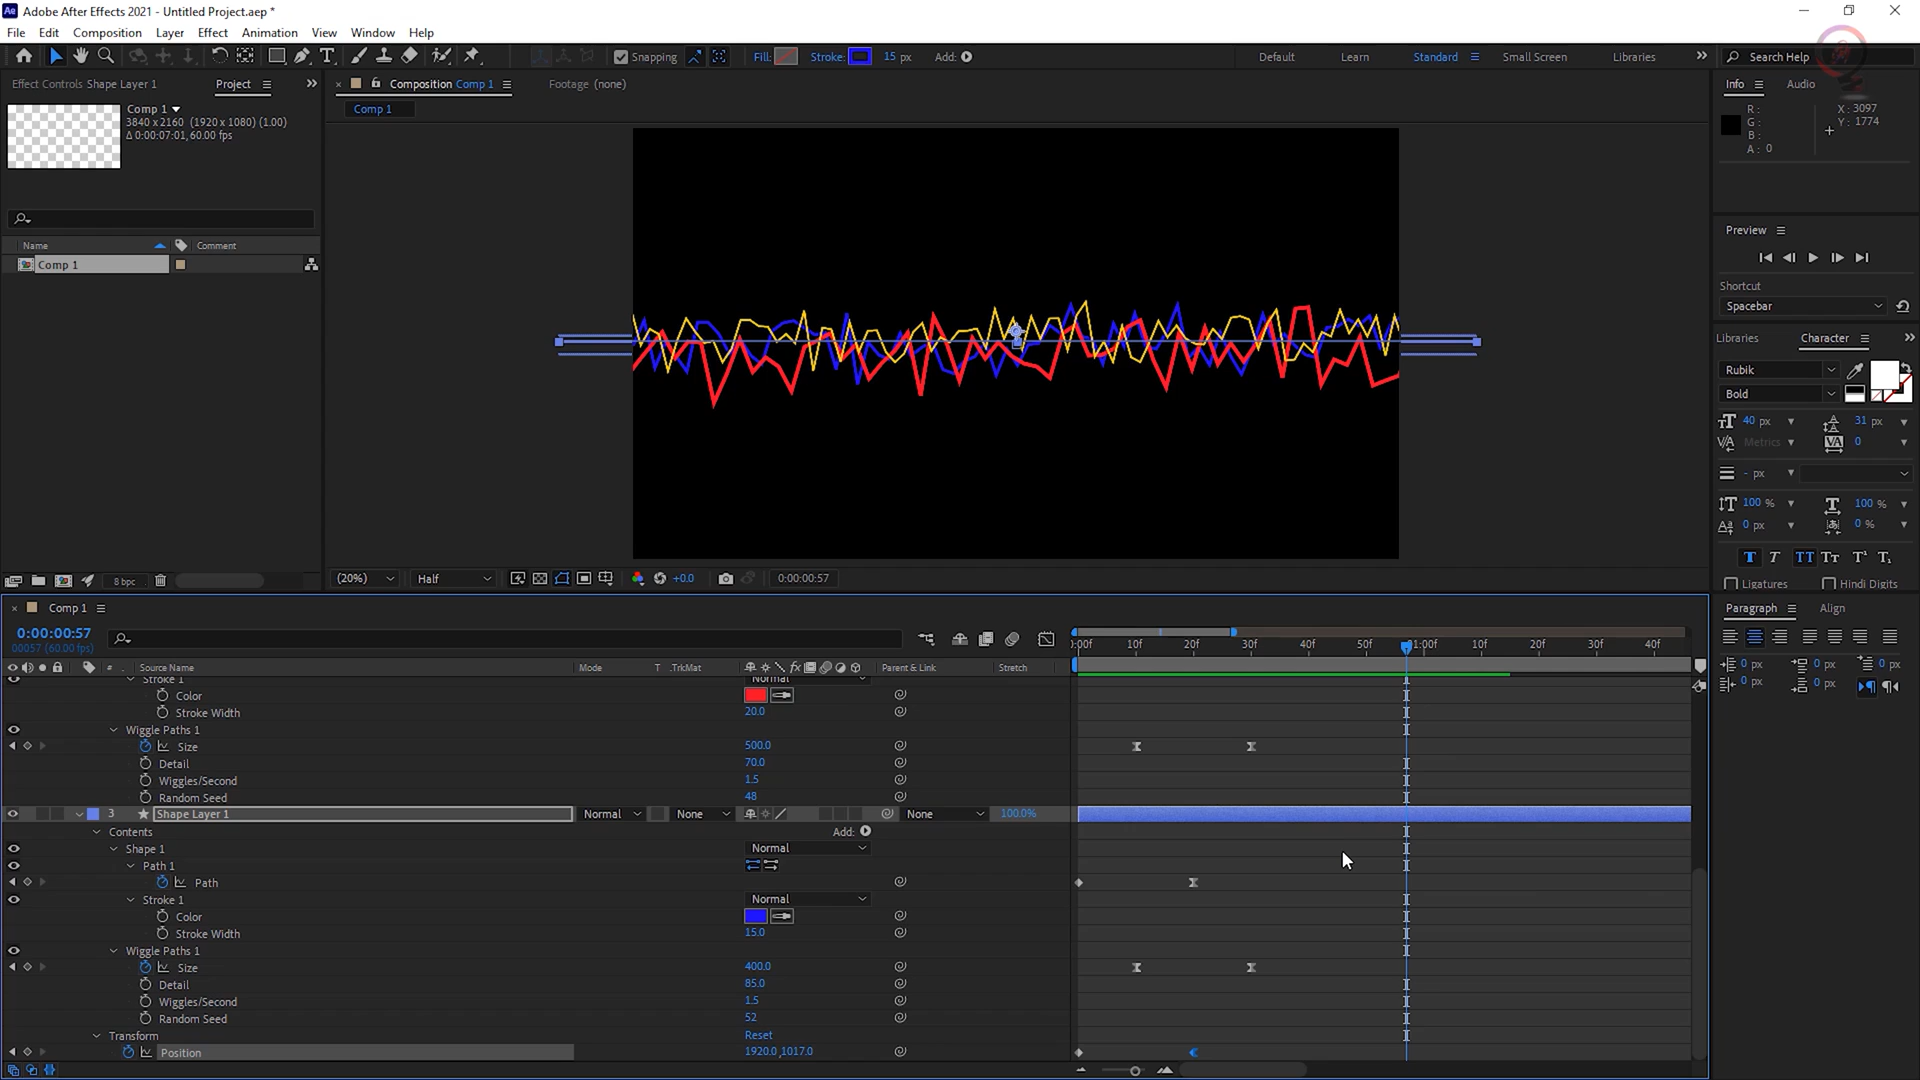 Ae Adobe After Effects 2021 - Untitled Project.aep *
File Edit Composition Layer Effect Animation View Window Help
Snapping Fill: Stroke: 15 px Add: Default Learn Standard Small Screen Libraries Search Help
Effect Controls Shape Layer 1 Project
Composition Comp 1 Footage (none)
Info Audio
Comp 1
3840 x 2160 (1920 x 1080) (1.00)
Δ 0:00:07:01, 60.00 fps
Comp 1
R: X: 3097
G: Y: 1774
B:
A: 0
Name Comment
Comp 1
Preview
Shortcut
Spacebar
Libraries Character
Rubik
Bold
40 px 31 px
Metrics 0
- px
100 % 100 %
0 px 0 %
T T TT Tt T¹ T₁
Ligatures Hindi Digits
8 bpc
(20%) Half +0.0 0:00:00:57
Comp 1
Paragraph Align
0:00:00:57
00057 (60.00 fps)
:00f 10f 20f 30f 40f 50f 1:00f 10f 20f 30f 40f
# Source Name Mode T .TrkMat fx Parent & Link Stretch
0 px 0 px 0 px
0 px 0 px
Stroke 1 Normal
Color
Stroke Width 20.0
Wiggle Paths 1
Size 500.0
Detail 70.0
Wiggles/Second 1.5
Random Seed 48
3 Shape Layer 1 Normal None None 100.0%
Contents Add:
Shape 1 Normal
Path 1
Path
Stroke 1 Normal
Color
Stroke Width 15.0
Wiggle Paths 1
Size 400.0
Detail 85.0
Wiggles/Second 1.5
Random Seed 52
Transform Reset
Position 1920.0,1017.0